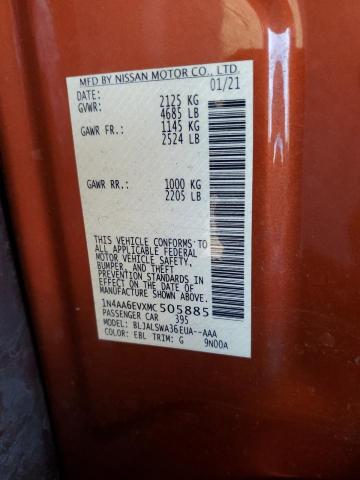 MFD BY NISSAN MOTOR CO., LTD.
DATE: 01/21
GVWR: 2125 KG
4685 LB
GAWR FR.: 1145 KG
2524 LB
GAWR RR.: 1000 KG
2205 LB
THIS VEHICLE CONFORMS TO
ALL APPLICABLE FEDERAL
MOTOR VEHICLE SAFETY,
BUMPER, AND THEFT
PREVENTION STANDARDS
IN EFFECT ON THE DATE OF
MANUFACTURE SHOWN ABOVE.
1N4AA6EVXMC505885
PASSENGER CAR 395
MODEL: BLJALSWA36EUA--AAA
COLOR: EBL TRIM: G 9N00A